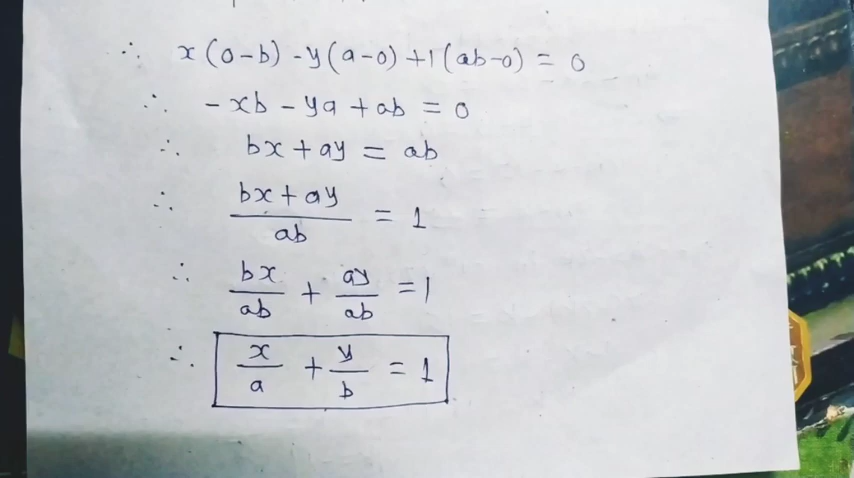 ∴ x(0-b) -y(a-0) +1(ab-0) = 0
∴ -xb - ya + ab = 0
∴ bx + ay = ab
∴ (bx + ay)/ab = 1
∴ bx/ab + ay/ab = 1
∴ x/a + y/b = 1